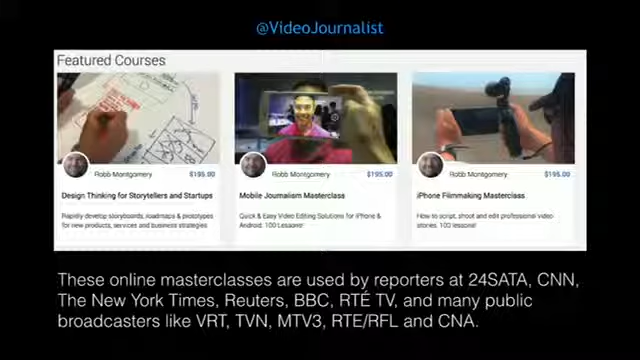 @VideoJournalist
Featured Courses
Robb Montgomery $195.00
Robb Montgomery $195.00
Robb Montgomery $195.00
Design Thinking for Storytellers and Startups
Mobile Journalism Masterclass
iPhone Filmmaking Masterclass
Rapidly develop storyboards, roadmaps & prototypes
for new products, services and business strategies
Quick & Easy Video Editing Solutions for iPhone &
Android. 100 Lessons!
How to script, shoot and edit professional video
stories. 100 lessons!
These online masterclasses are used by reporters at 24SATA, CNN,
The New York Times, Reuters, BBC, RTÉ TV, and many public
broadcasters like VRT, TVN, MTV3, RTE/RFL and CNA.